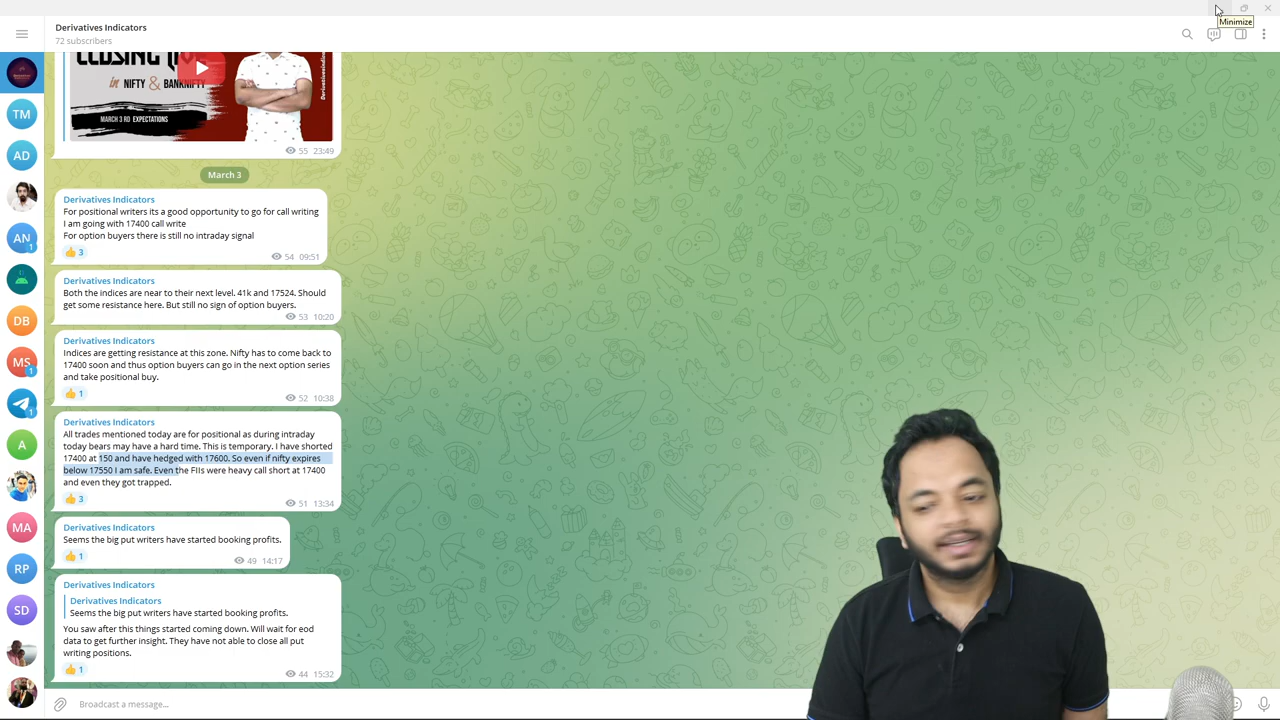 Minimize
Derivatives Indicators
72 subscribers
CLOSING
in NIFTY & BANKNIFTY
MARCH 3 RD EXPECTATIONS
55 23:49
March 3
Derivatives Indicators
For positional writers its a good opportunity to go for call writing
I am going with 17400 call write
For option buyers there is still no intraday signal
3
54 09:51
Derivatives Indicators
Both the indices are near to their next level. 41k and 17524. Should
get some resistance here. But still no sign of option buyers.
53 10:20
Derivatives Indicators
Indices are getting resistance at this zone. Nifty has to come back to
17400 soon and thus option buyers can go in the next option series
and take positional buy.
1
52 10:38
Derivatives Indicators
All trades mentioned today are for positional as during intraday
today bears may have a hard time. This is temporary. I have shorted
17400 at 150 and have hedged with 17600. So even if nifty expires
below 17550 I am safe. Even the FIIs were heavy call short at 17400
and even they got trapped.
3
51 13:34
Derivatives Indicators
Seems the big put writers have started booking profits.
1
49 14:17
Derivatives Indicators
Derivatives Indicators
Seems the big put writers have started booking profits.
You saw after this things started coming down. Will wait for eod
data to get further insight. They have not able to close all put
writing positions.
1
44 15:32
Broadcast a message...
TM
AD
AN
1
DB
MS
1
1
A
MA
RP
SD